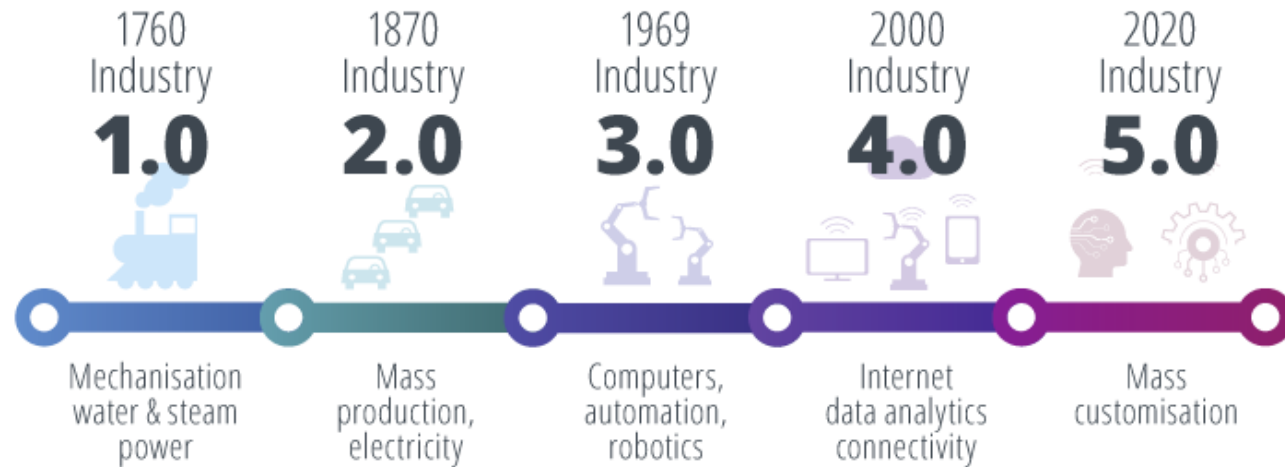 1760
Industry
1.0
Mechanisation
water & steam
power
1870
Industry
2.0
Mass
production,
electricity
1969
Industry
3.0
Computers,
automation,
robotics
2000
Industry
4.0
Internet
data analytics
connectivity
2020
Industry
5.0
Mass
customisation